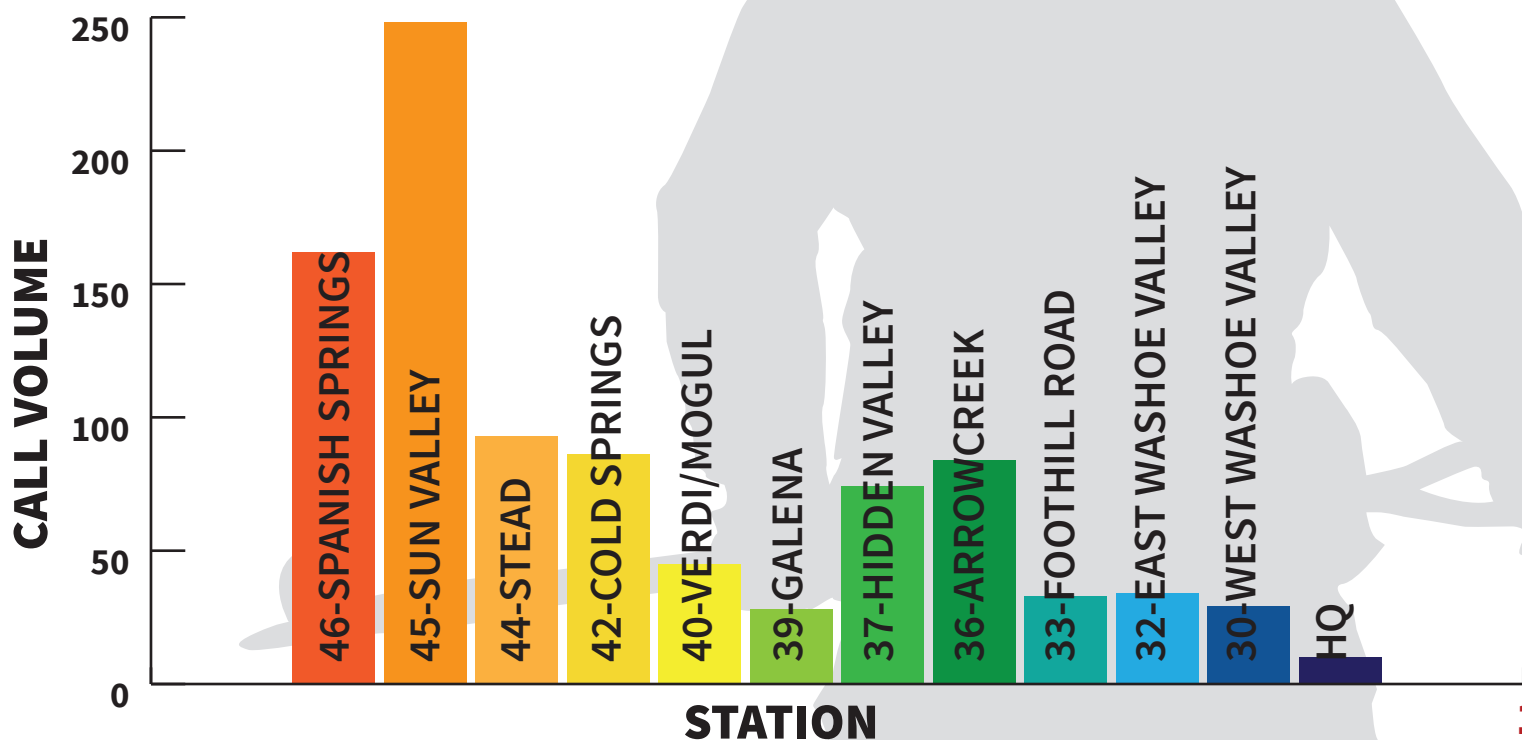 250
200
150
100
50
0
CALL VOLUME
46-SPANISH SPRINGS
45-SUN VALLEY
44-STEAD
42-COLD SPRINGS
40-VERDI/MOGUL
39-GALENA
37-HIDDEN VALLEY
36-ARROWCREEK
33-FOOTHILL ROAD
32-EAST WASHOE VALLEY
30-WEST WASHOE VALLEY
HQ
STATION